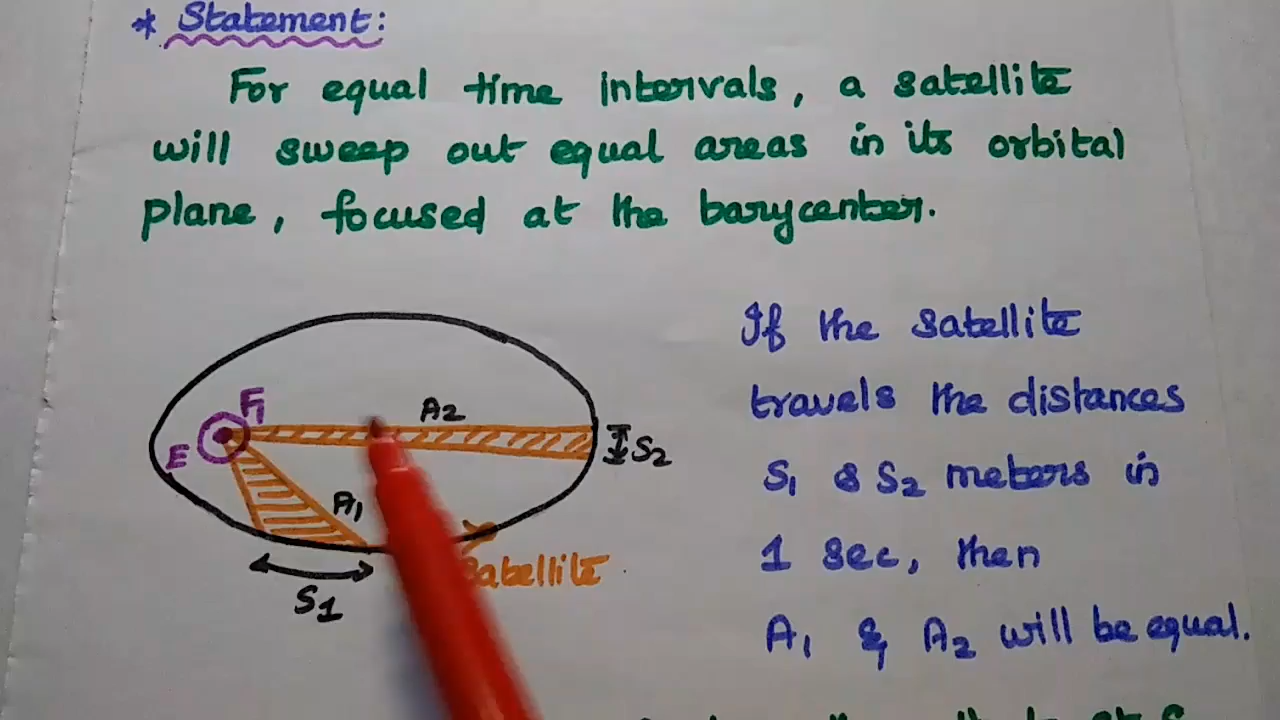 * Statement:
For equal time intervals, a satellite
will sweep out equal areas in its orbital
plane, focused at the barycenter.
If the satellite
travels the distances
S1 & S2 meters in
1 sec, then
A1 & A2 will be equal.
F1
E
A2
S2
A1
S1